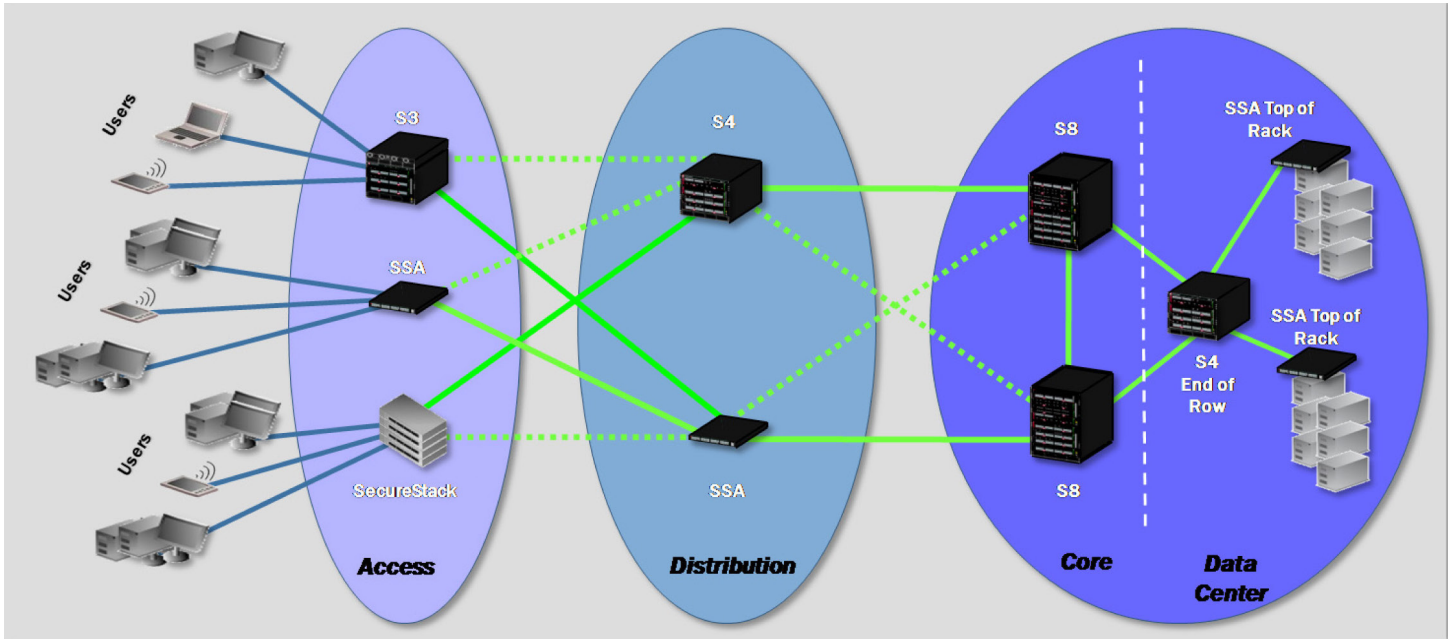 Users
Users
Users
S3
SSA
SecureStack
Access
S4
SSA
Distribution
S8
S8
Core
SSA Top of
Rack
SSA Top of
Rack
S4
End of
Row
Data
Center